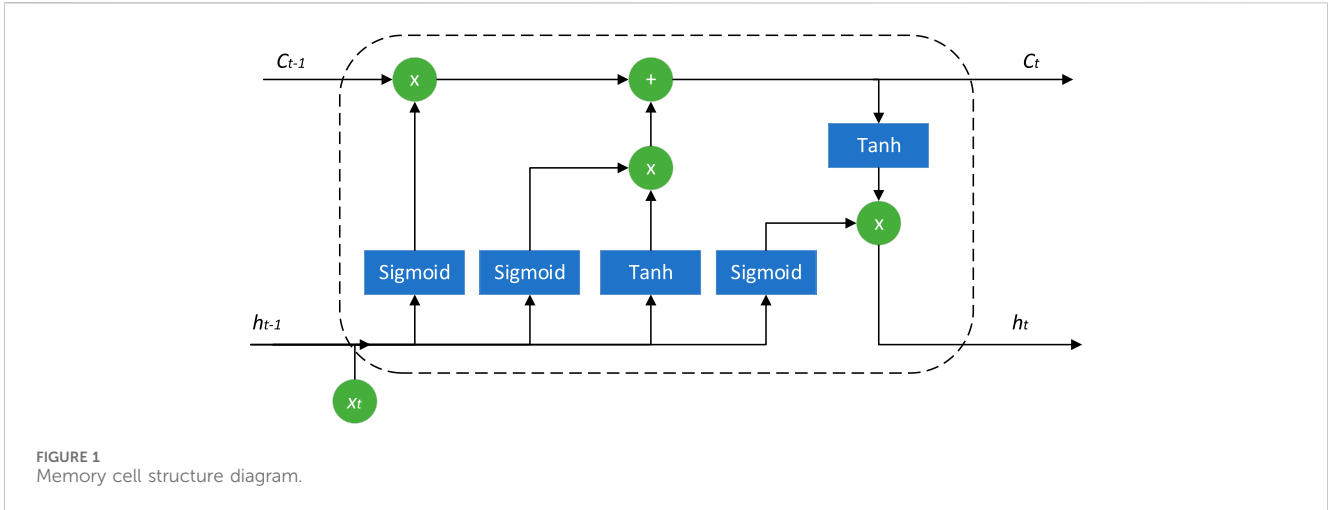 Ct-1
Ct
x
+
Tanh
x
x
Sigmoid
Sigmoid
Tanh
Sigmoid
ht-1
ht
xt
FIGURE 1
Memory cell structure diagram.